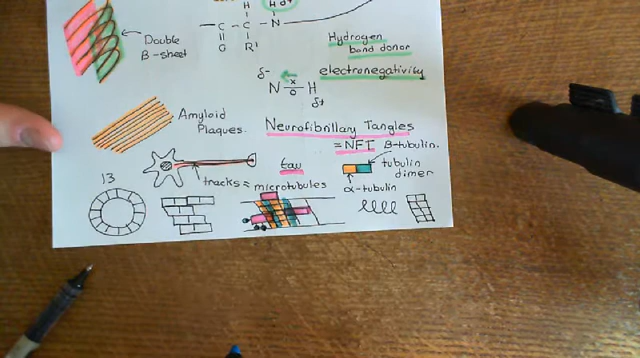 H
H δ+
— C — C — N
O R'
Double
B-sheet
Hydrogen
bond donor
electronegativity
δ- N x o H δ+
Amyloid
Plaques.
Neurofibrillary Tangles
= NFT
B-tubulin.
tau
tubulin
dimer
tracks = microtubules
α-tubulin
13